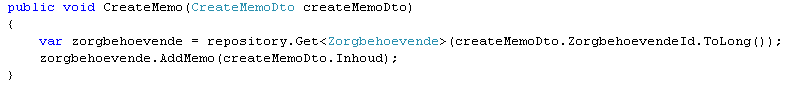 public void CreateMemo(CreateMemoDto createMemoDto)
{
    var zorgbehoevende = repository.Get<Zorgbehoevende>(createMemoDto.ZorgbehoevendeId.ToLong());
    zorgbehoevende.AddMemo(createMemoDto.Inhoud);
}